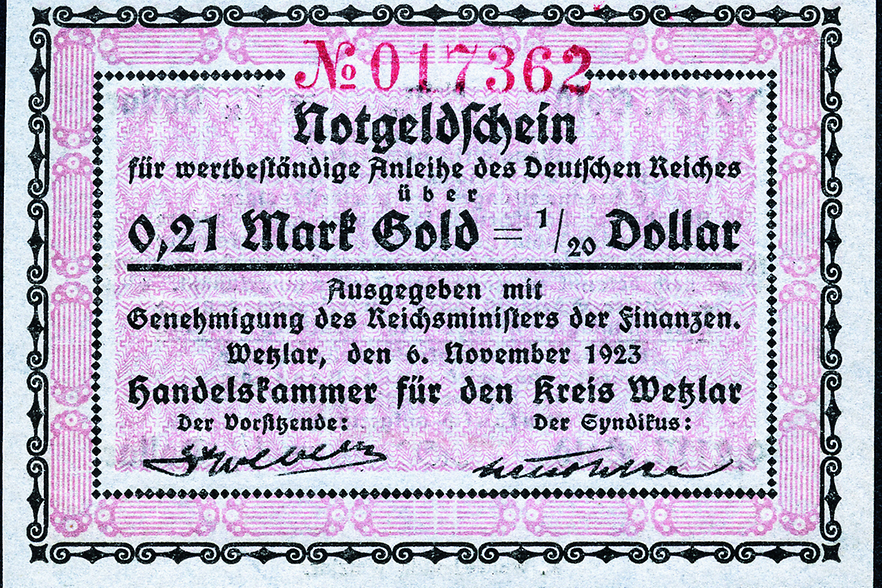 № 017362
Notgeldschein
für wertbeständige Anleihe des Deutschen Reiches
über
0,21 Mark Gold = 1/20 Dollar
Ausgegeben mit
Genehmigung des Reichsministers der Finanzen.
Wetzlar, den 6. November 1923
Handelskammer für den Kreis Wetzlar
Der Vorsitzende: Der Syndikus: